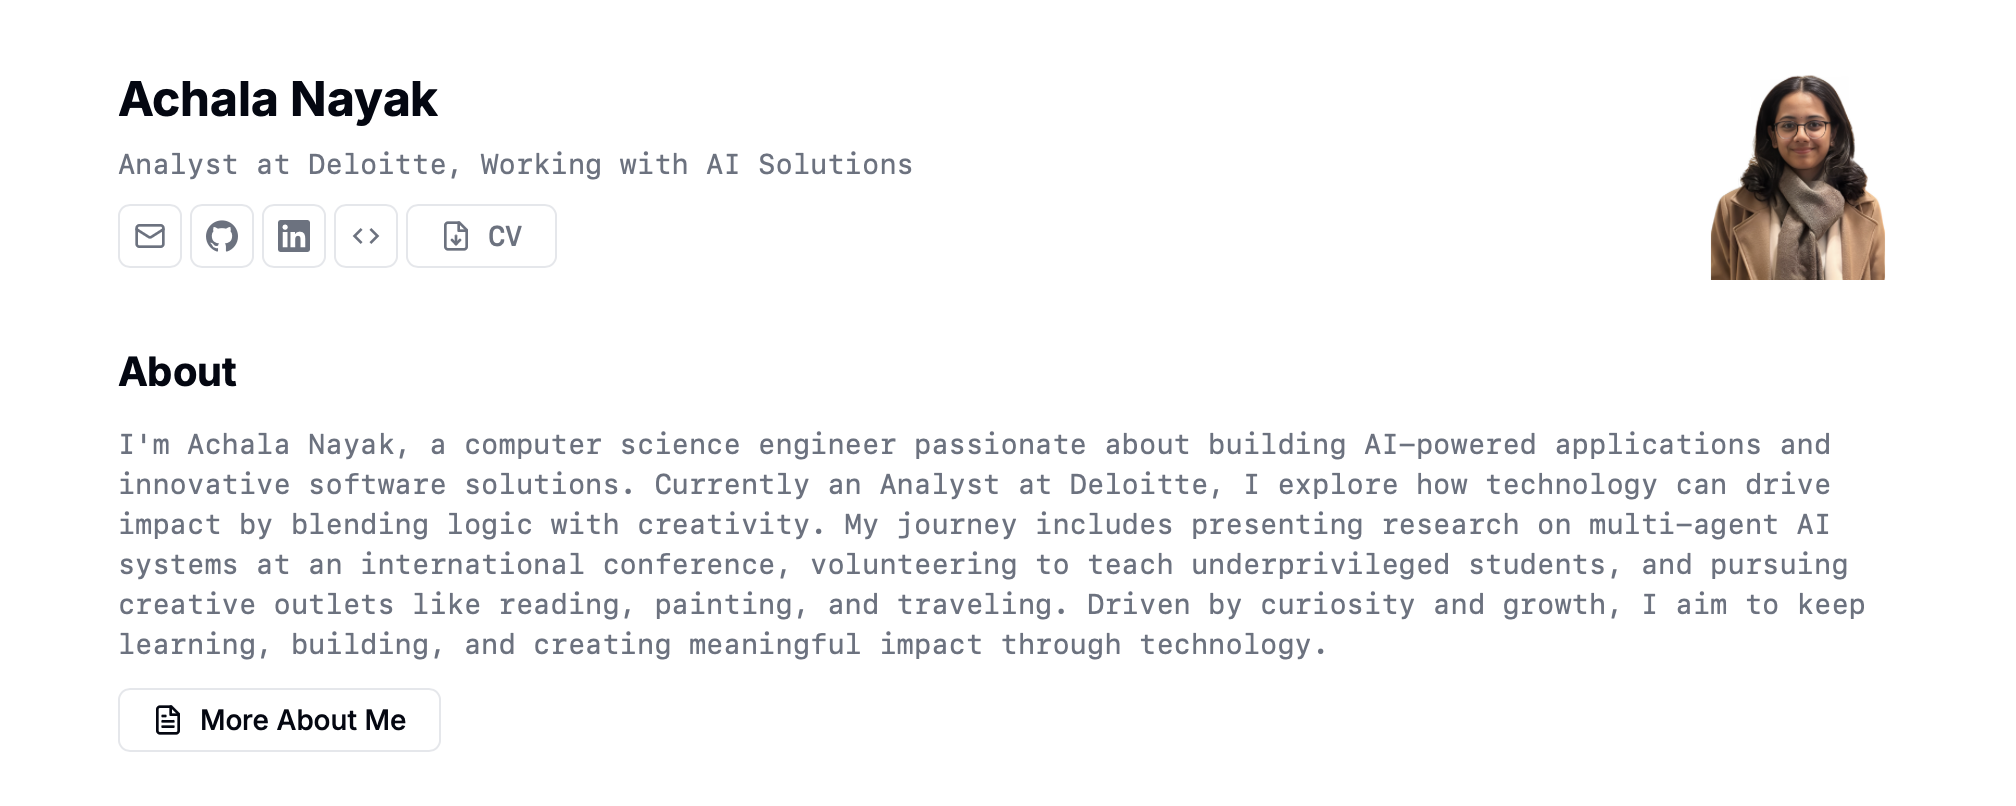 Achala Nayak
Analyst at Deloitte, Working with AI Solutions
in
CV
About
I'm Achala Nayak, a computer science engineer passionate about building AI-powered applications and
innovative software solutions. Currently an Analyst at Deloitte, I explore how technology can drive
impact by blending logic with creativity. My journey includes presenting research on multi-agent AI
systems at an international conference, volunteering to teach underprivileged students, and pursuing
creative outlets like reading, painting, and traveling. Driven by curiosity and growth, I aim to keep
learning, building, and creating meaningful impact through technology.
More About Me